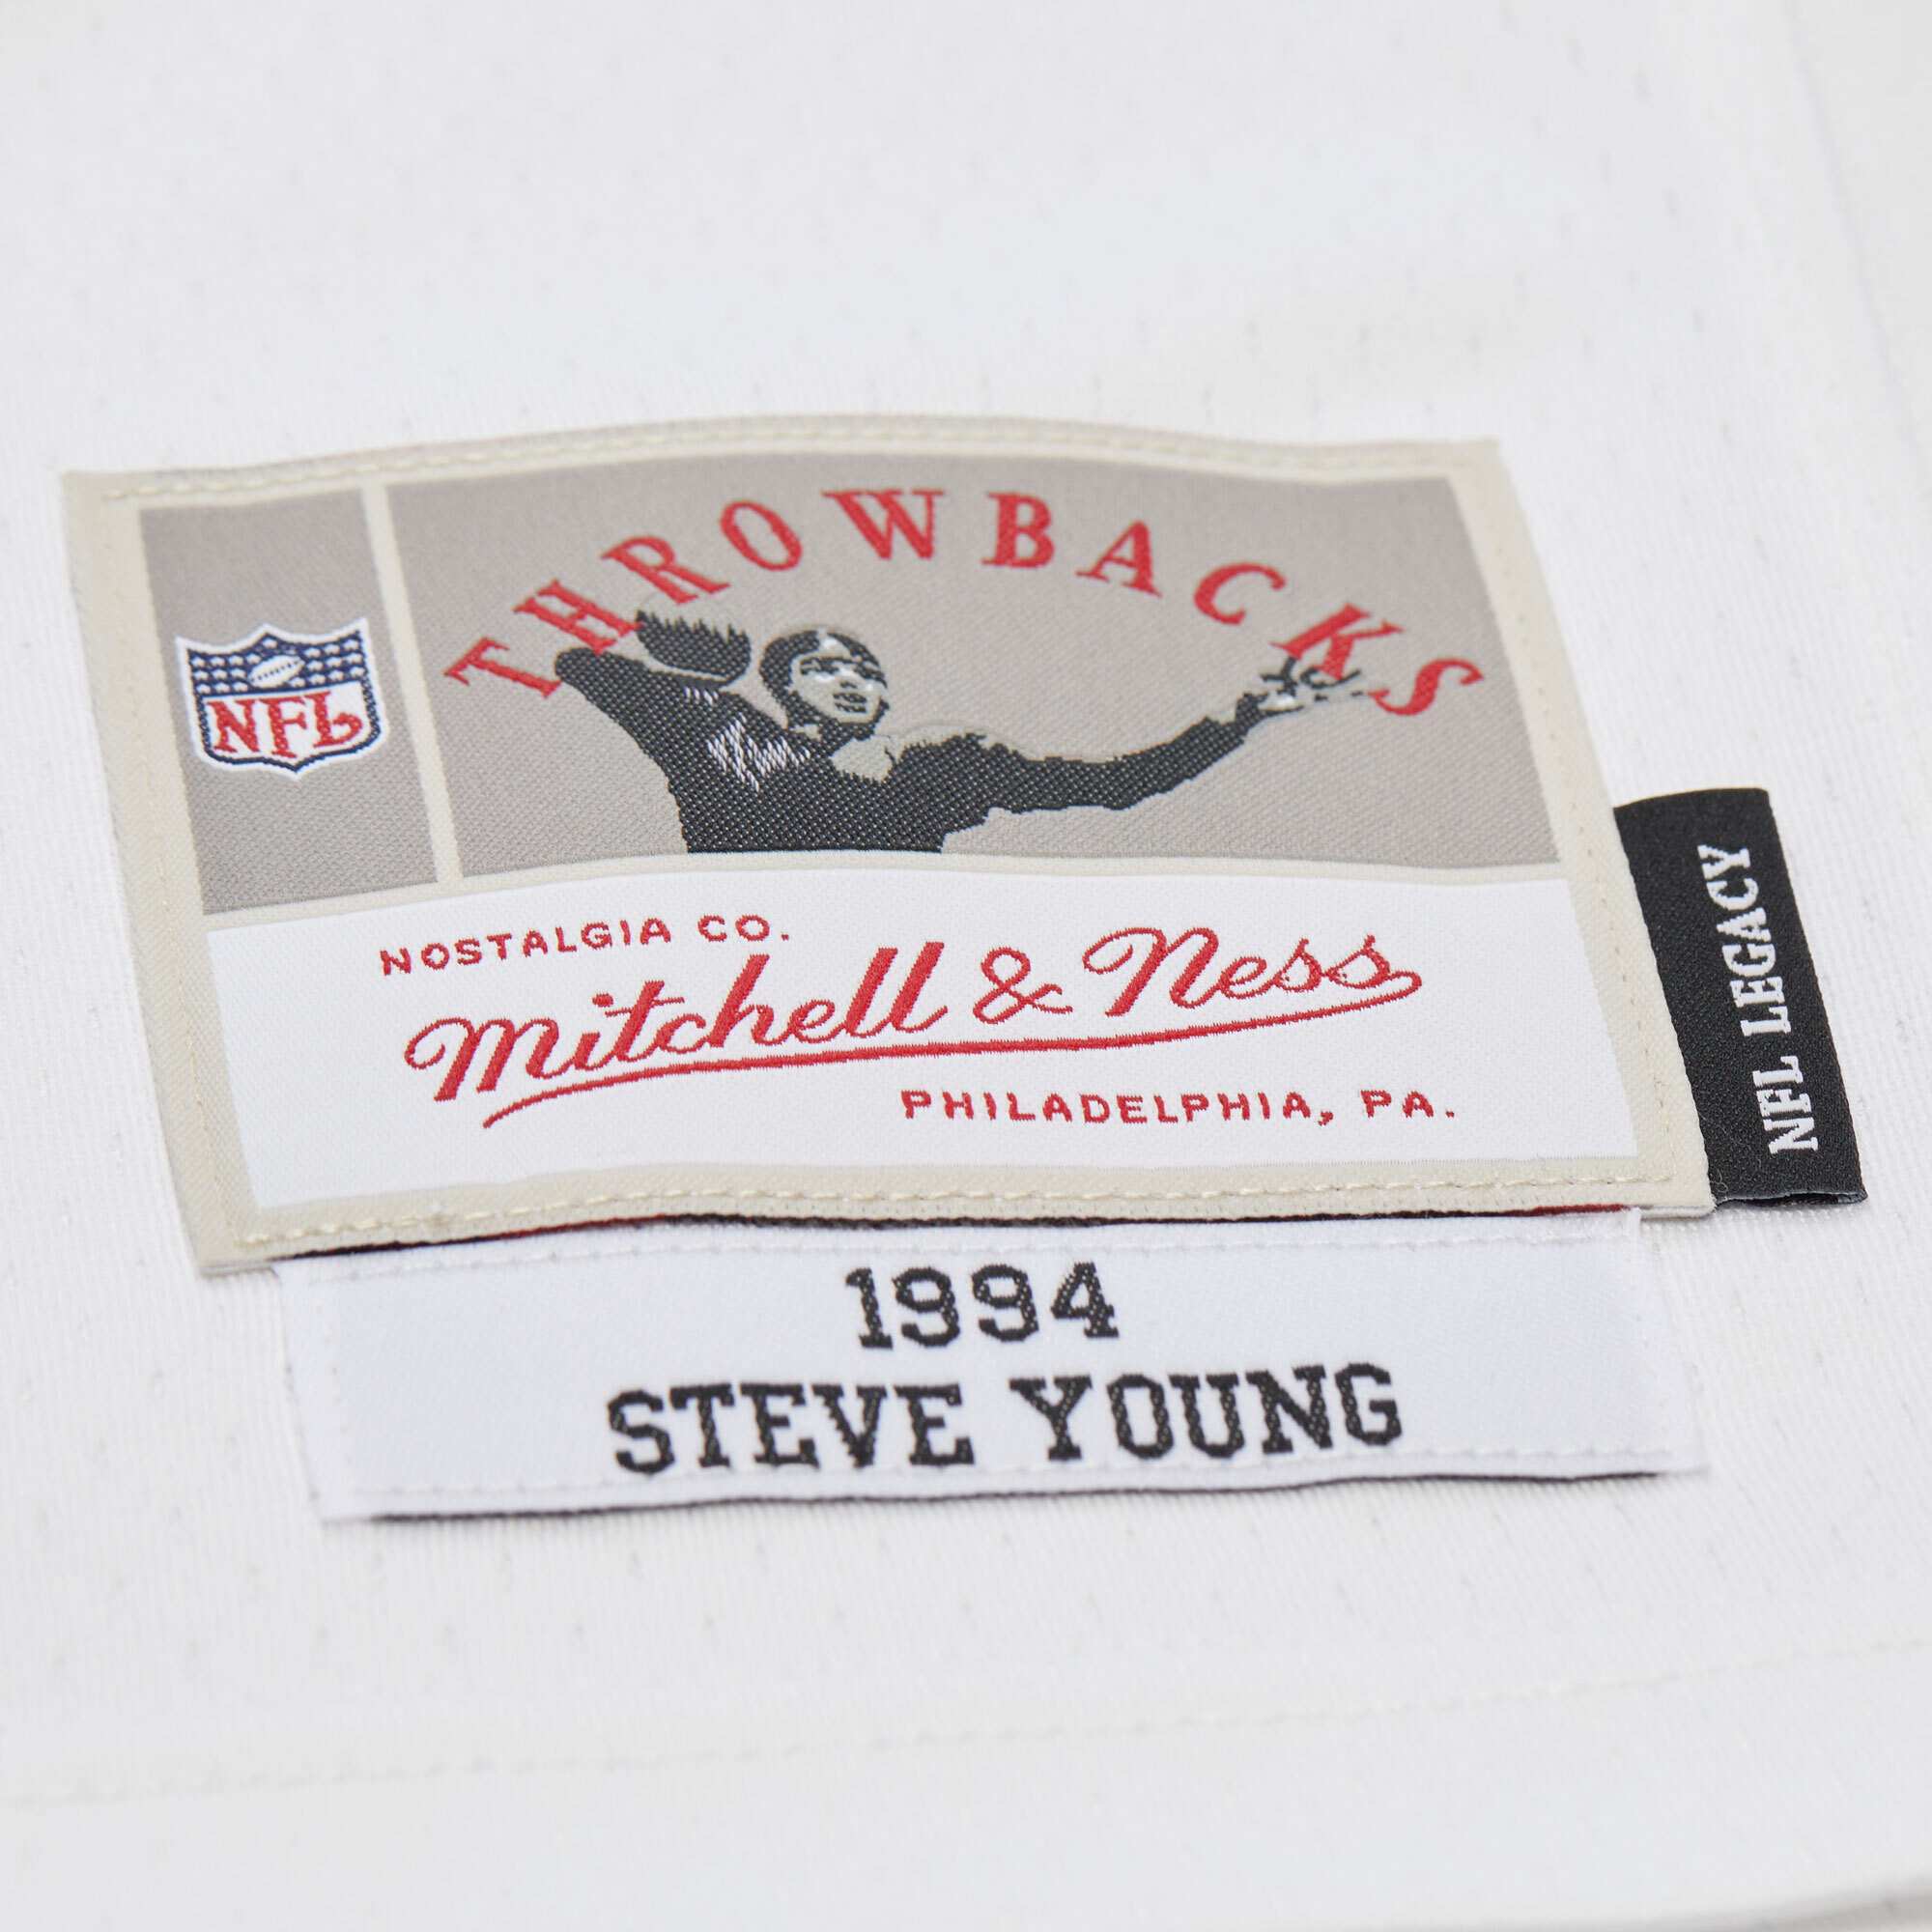 THROWBACKS
NFL
NOSTALGIA CO.
Mitchell & Ness
PHILADELPHIA, PA.
NFL LEGACY
1994
STEVE YOUNG